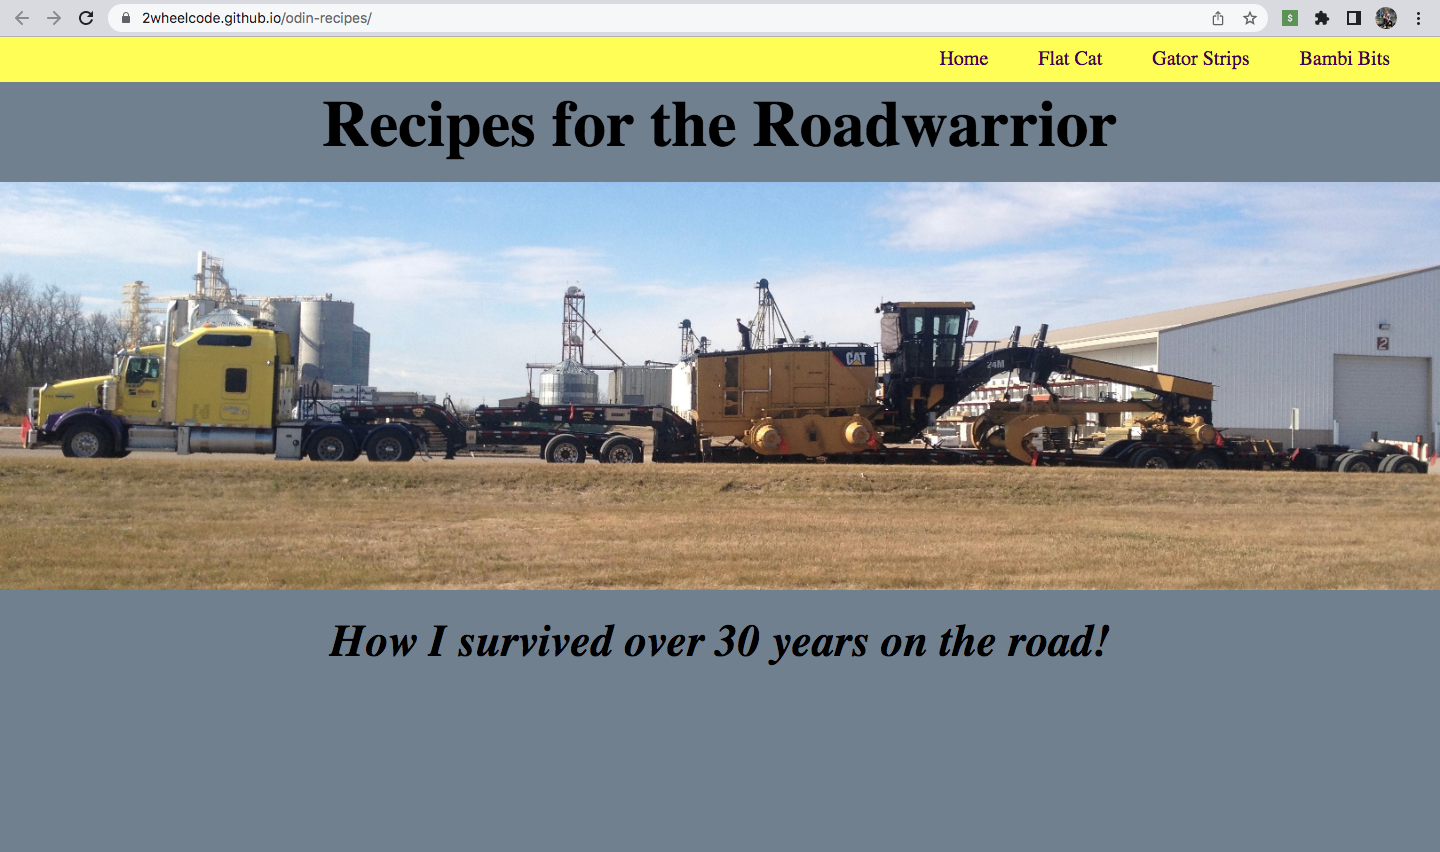 2wheelcode.github.io/odin-recipes/
Home Flat Cat Gator Strips Bambi Bits
Recipes for the Roadwarrior
CAT
24M
2
How I survived over 30 years on the road!